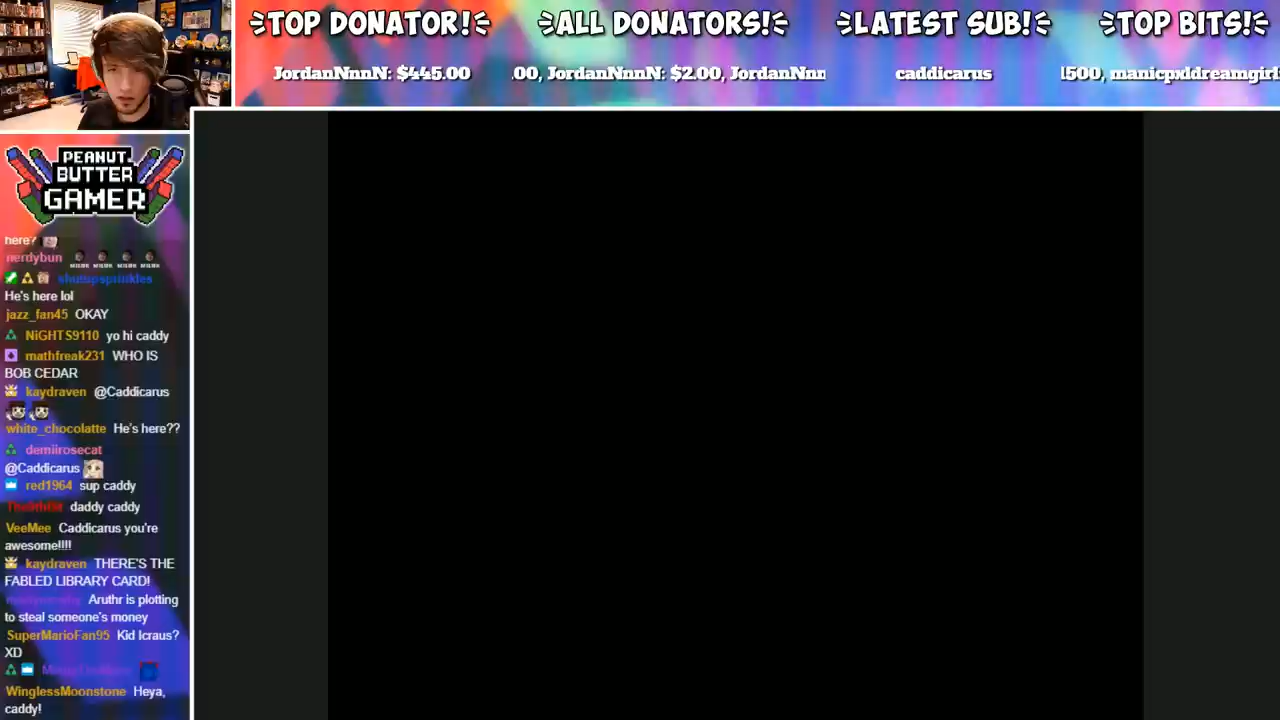 TOP DONATOR!
ALL DONATORS!
LATEST SUB!
TOP BITS!
JordanNnnN: $445.00
.00, JordanNnnN: $2.00, JordanNnn
caddicarus
1500, manicpxldreamgirl
PEANUT
BUTTER
GAMER
here?
nerdybun
shutupsprinkles
He's here lol
jazz_fan45 OKAY
NiGHTS9110 yo hi caddy
mathfreak231 WHO IS
BOB CEDAR
kaydraven @Caddicarus
white_chocolatte He's here??
demiirosecat
@Caddicarus
red1964 sup caddy
daddy caddy
VeeMee Caddicarus you're
awesome!!!!
kaydraven THERE'S THE
FABLED LIBRARY CARD!
Aruthr is plotting
to steal someone's money
SuperMarioFan95 Kid Icraus?
XD
WinglessMoonstone Heya,
caddy!